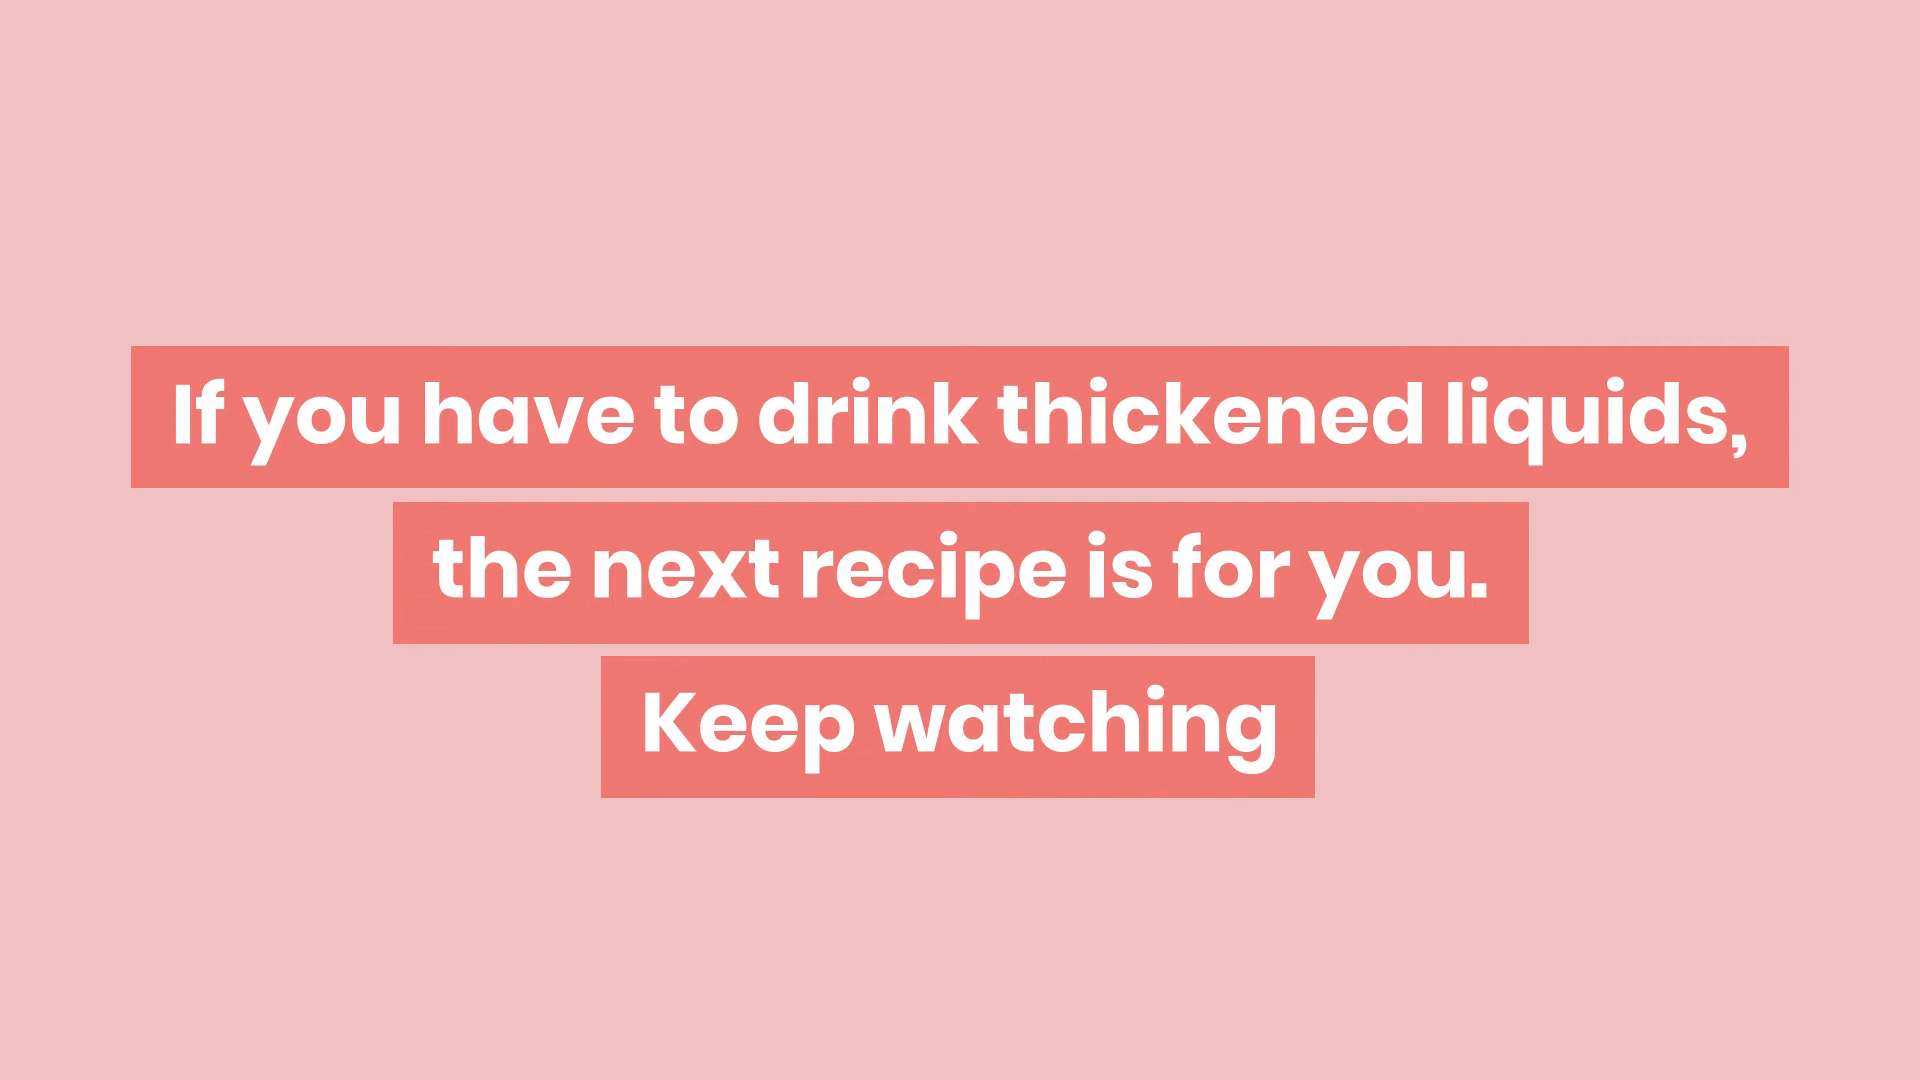 If you have to drink thickened liquids,
the next recipe is for you.
Keep watching